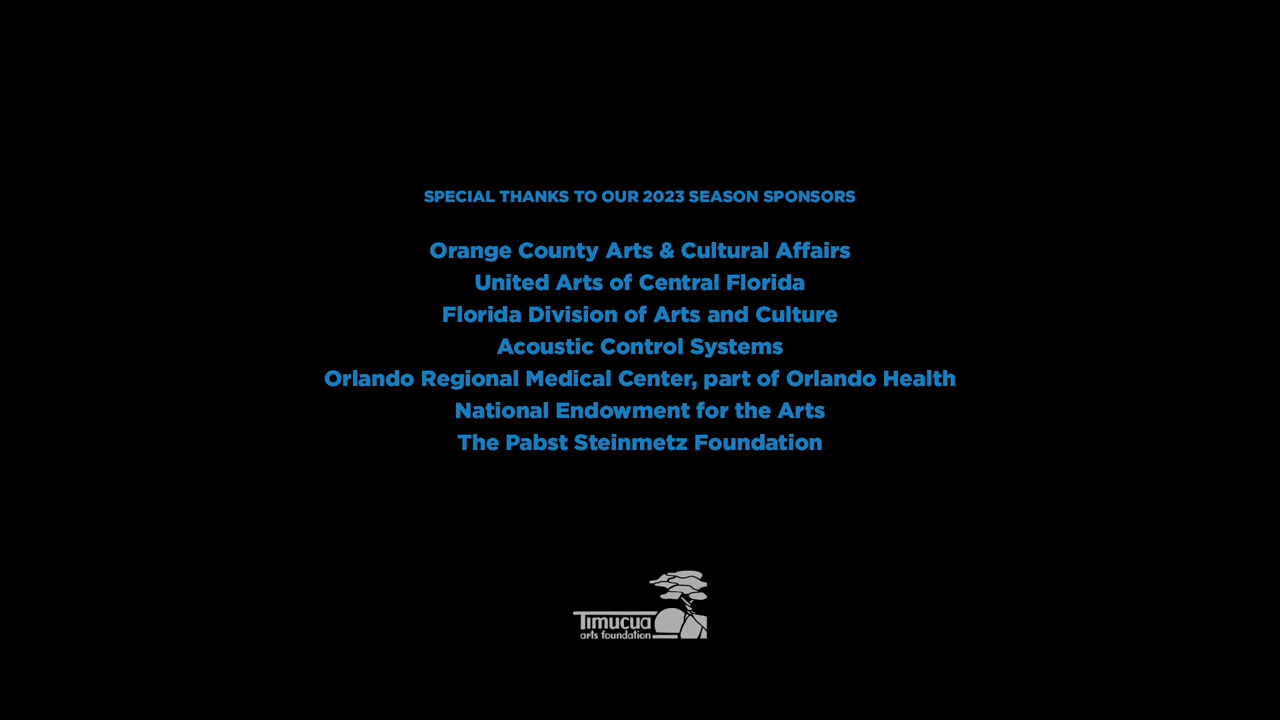 SPECIAL THANKS TO OUR 2023 SEASON SPONSORS
Orange County Arts & Cultural Affairs
United Arts of Central Florida
Florida Division of Arts and Culture
Acoustic Control Systems
Orlando Regional Medical Center, part of Orlando Health
National Endowment for the Arts
The Pabst Steinmetz Foundation
Timucua
arts foundation